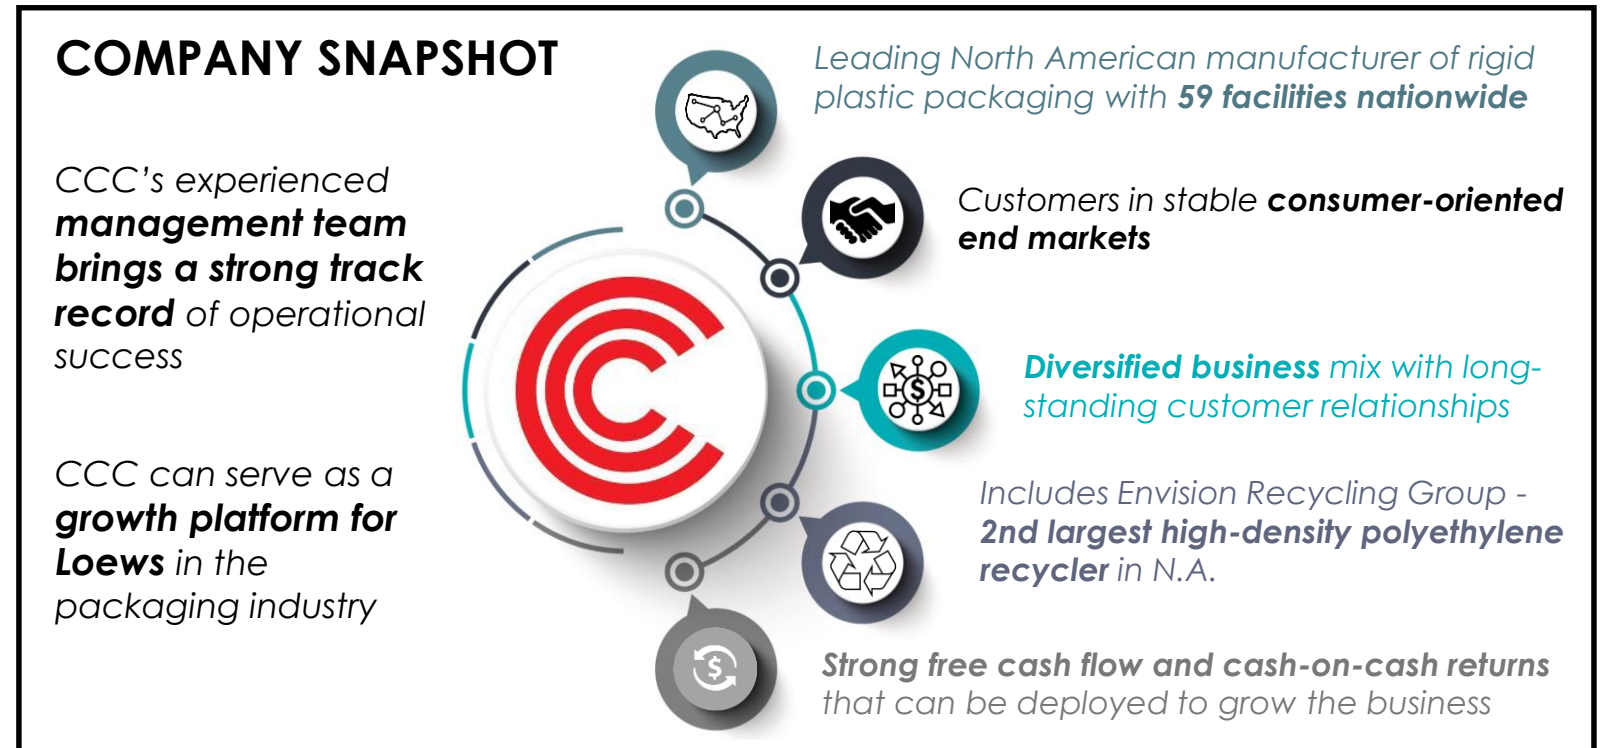 COMPANY SNAPSHOT
CCC's experienced
management team
brings a strong track
record of operational
success
CCC can serve as a
growth platform for
Loews in the
packaging industry
Leading North American manufacturer of rigid
plastic packaging with 59 facilities nationwide
Customers in stable consumer-oriented
end markets
Diversified business mix with long-
standing customer relationships
Includes Envision Recycling Group -
2nd largest high-density polyethylene
recycler in N.A.
Strong free cash flow and cash-on-cash returns
that can be deployed to grow the business
$
$